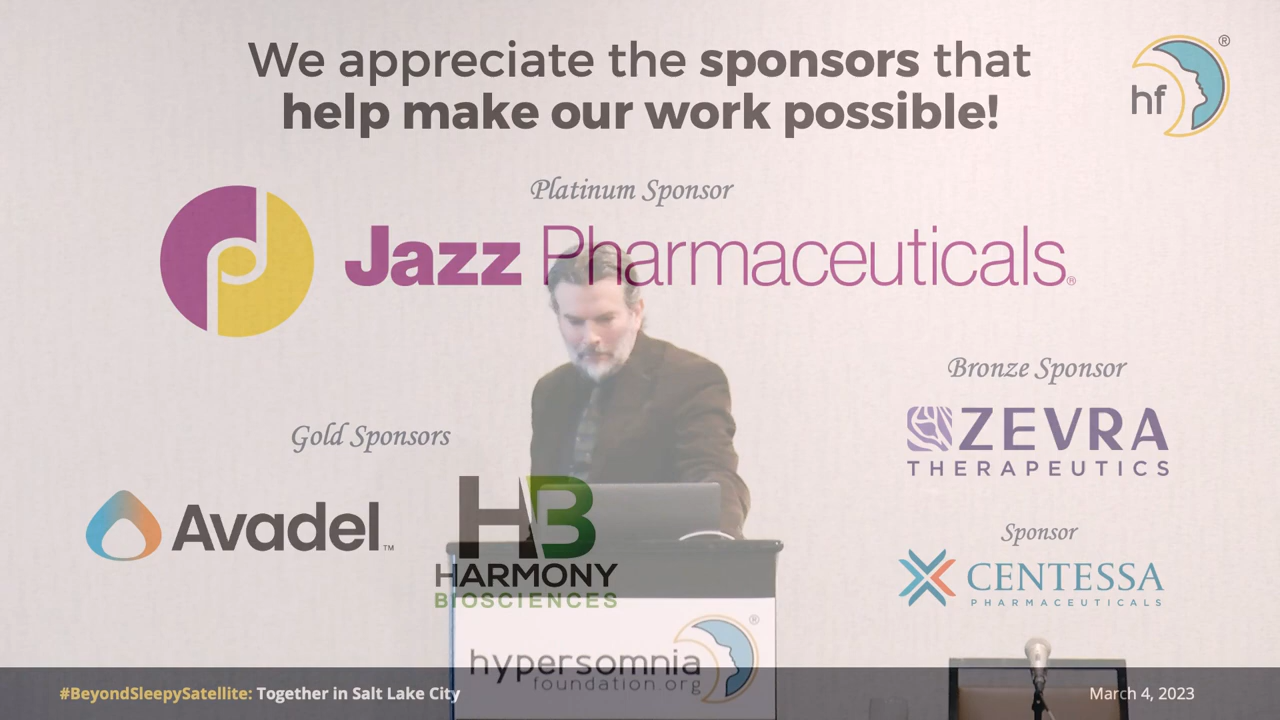 We appreciate the sponsors that
help make our work possible!
hf
®
Platinum Sponsor
Jazz Pharmaceuticals®
Bronze Sponsor
ZEVRA
THERAPEUTICS
Gold Sponsors
Avadel™
HB
HARMONY
BIOSCIENCES
Sponsor
CENTESSA
PHARMACEUTICALS
hypersomnia
foundation.org
®
#BeyondSleepySatellite: Together in Salt Lake City
March 4, 2023